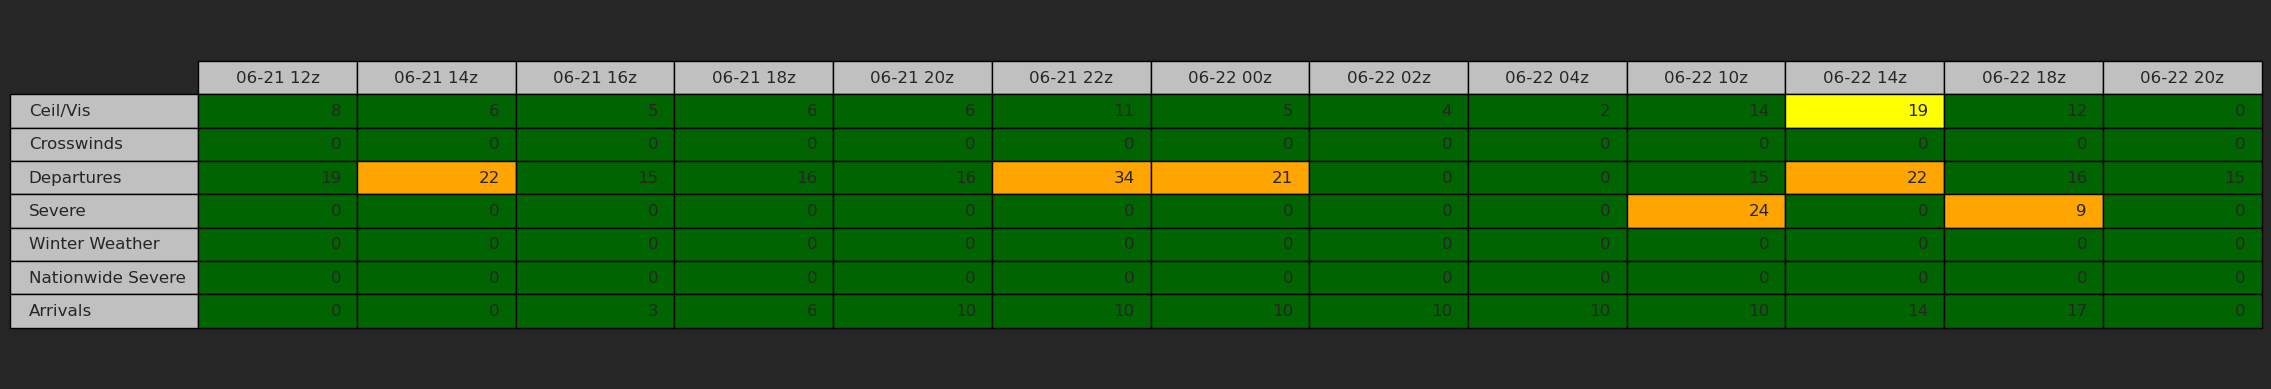 06-21 12z 06-21 14z 06-21 16z 06-21 18z 06-21 20z 06-21 22z 06-22 00z 06-22 02z 06-22 04z 06-22 10z 06-22 14z 06-22 18z 06-22 20z
Ceil/Vis 8 6 5 6 6 11 5 4 2 14 19 12 0
Crosswinds 0 0 0 0 0 0 0 0 0 0 0 0 0
Departures 19 22 15 16 16 34 21 0 0 15 22 16 15
Severe 0 0 0 0 0 0 0 0 0 24 0 9 0
Winter Weather 0 0 0 0 0 0 0 0 0 0 0 0 0
Nationwide Severe 0 0 0 0 0 0 0 0 0 0 0 0 0
Arrivals 0 0 3 6 10 10 10 10 10 10 14 17 0